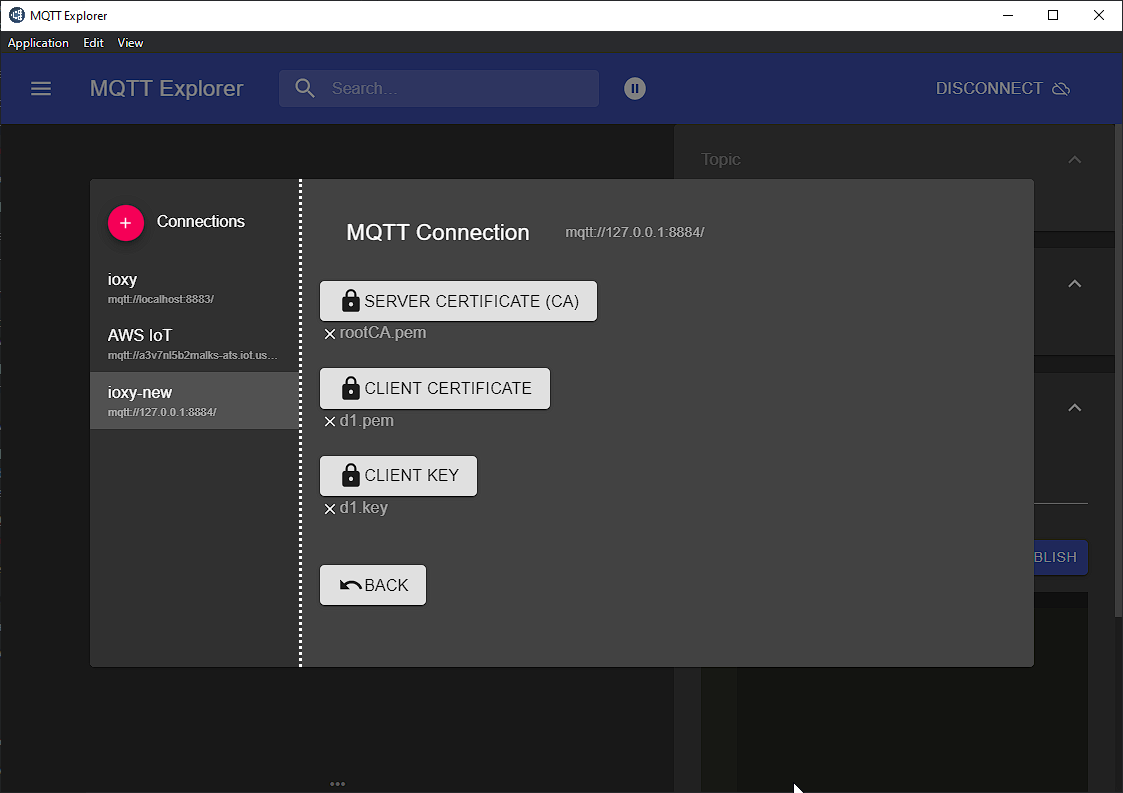 MQTT Explorer
Application Edit View
MQTT Explorer
Search...
DISCONNECT
Topic
Connections
ioxy
mqtt://localhost:8883/
AWS IoT
mqtt://a3v7nl5b2malks-ats.iot.us...
ioxy-new
mqtt://127.0.0.1:8884/
MQTT Connection mqtt://127.0.0.1:8884/
SERVER CERTIFICATE (CA)
rootCA.pem
CLIENT CERTIFICATE
d1.pem
CLIENT KEY
d1.key
BACK
BLISH